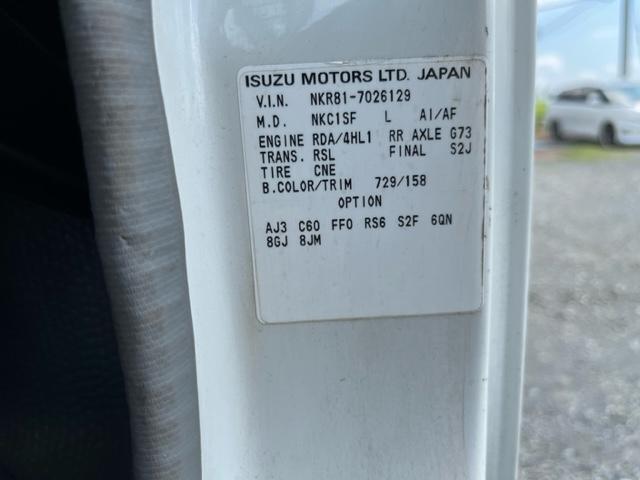 ISUZU MOTORS LTD. JAPAN
V.I.N. NKR81-7026129
M.D. NKC1SF L A1/AF
ENGINE RDA/4HL1 RR AXLE G73
TRANS. RSL FINAL S2J
TIRE CNE
B.COLOR/TRIM 729/158
OPTION
AJ3 C60 FF0 RS6 S2F 6QN
8GJ 8JM